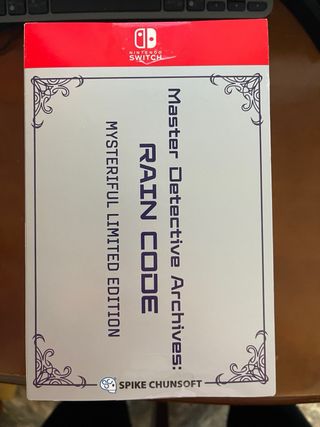 NINTENDO
SWITCH
Master Detective Archives:
RAIN CODE
MYSTERIFUL LIMITED EDITION
SPIKE CHUNSOFT